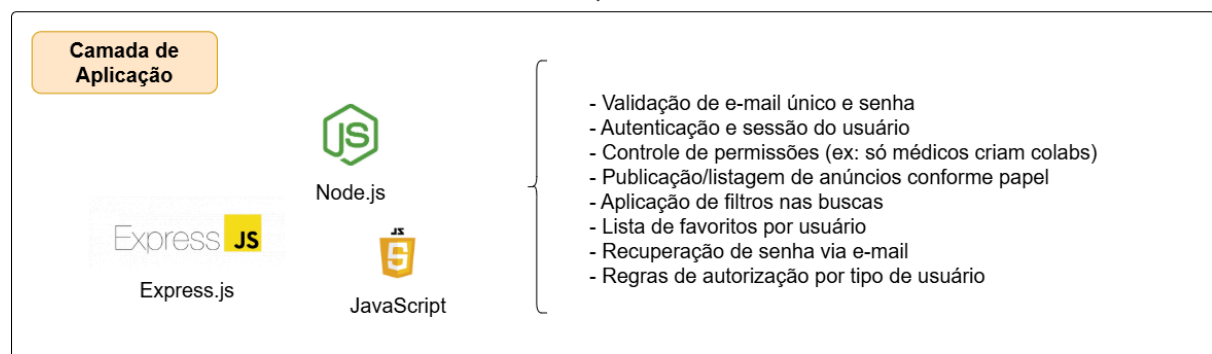 Camada de
Aplicação
JS
Node.js
Express JS
Express.js
JS
5
JavaScript
- Validação de e-mail único e senha
- Autenticação e sessão do usuário
- Controle de permissões (ex: só médicos criam colabs)
- Publicação/listagem de anúncios conforme papel
- Aplicação de filtros nas buscas
- Lista de favoritos por usuário
- Recuperação de senha via e-mail
- Regras de autorização por tipo de usuário